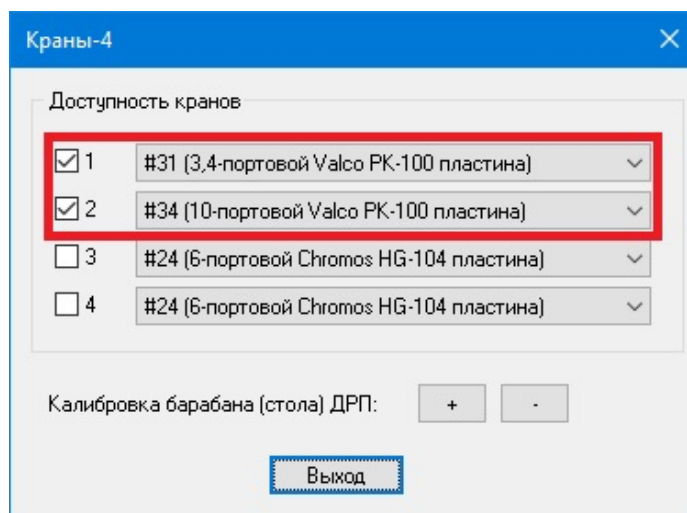 Краны-4
Доступность кранов
1 #31 (3,4-портовой Valco PK-100 пластина)
2 #34 (10-портовой Valco PK-100 пластина)
3 #24 (6-портовой Chromos HG-104 пластина)
4 #24 (6-портовой Chromos HG-104 пластина)
Калибровка барабана (стола) ДРП: + -
Выход